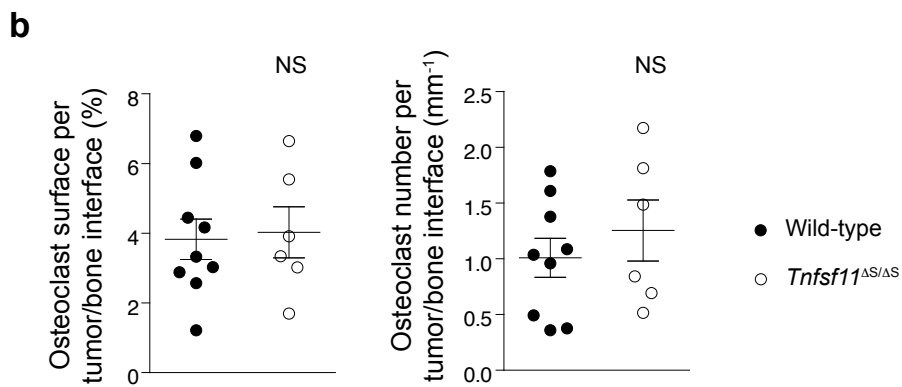 b
Osteoclast surface per
tumor/bone interface (%)
NS
8
6
4
2
0
Osteoclast number per
tumor/bone interface (mm⁻¹)
NS
2.5
2.0
1.5
1.0
0.5
0.0
Wild-type
Tnfsf11ΔS/ΔS